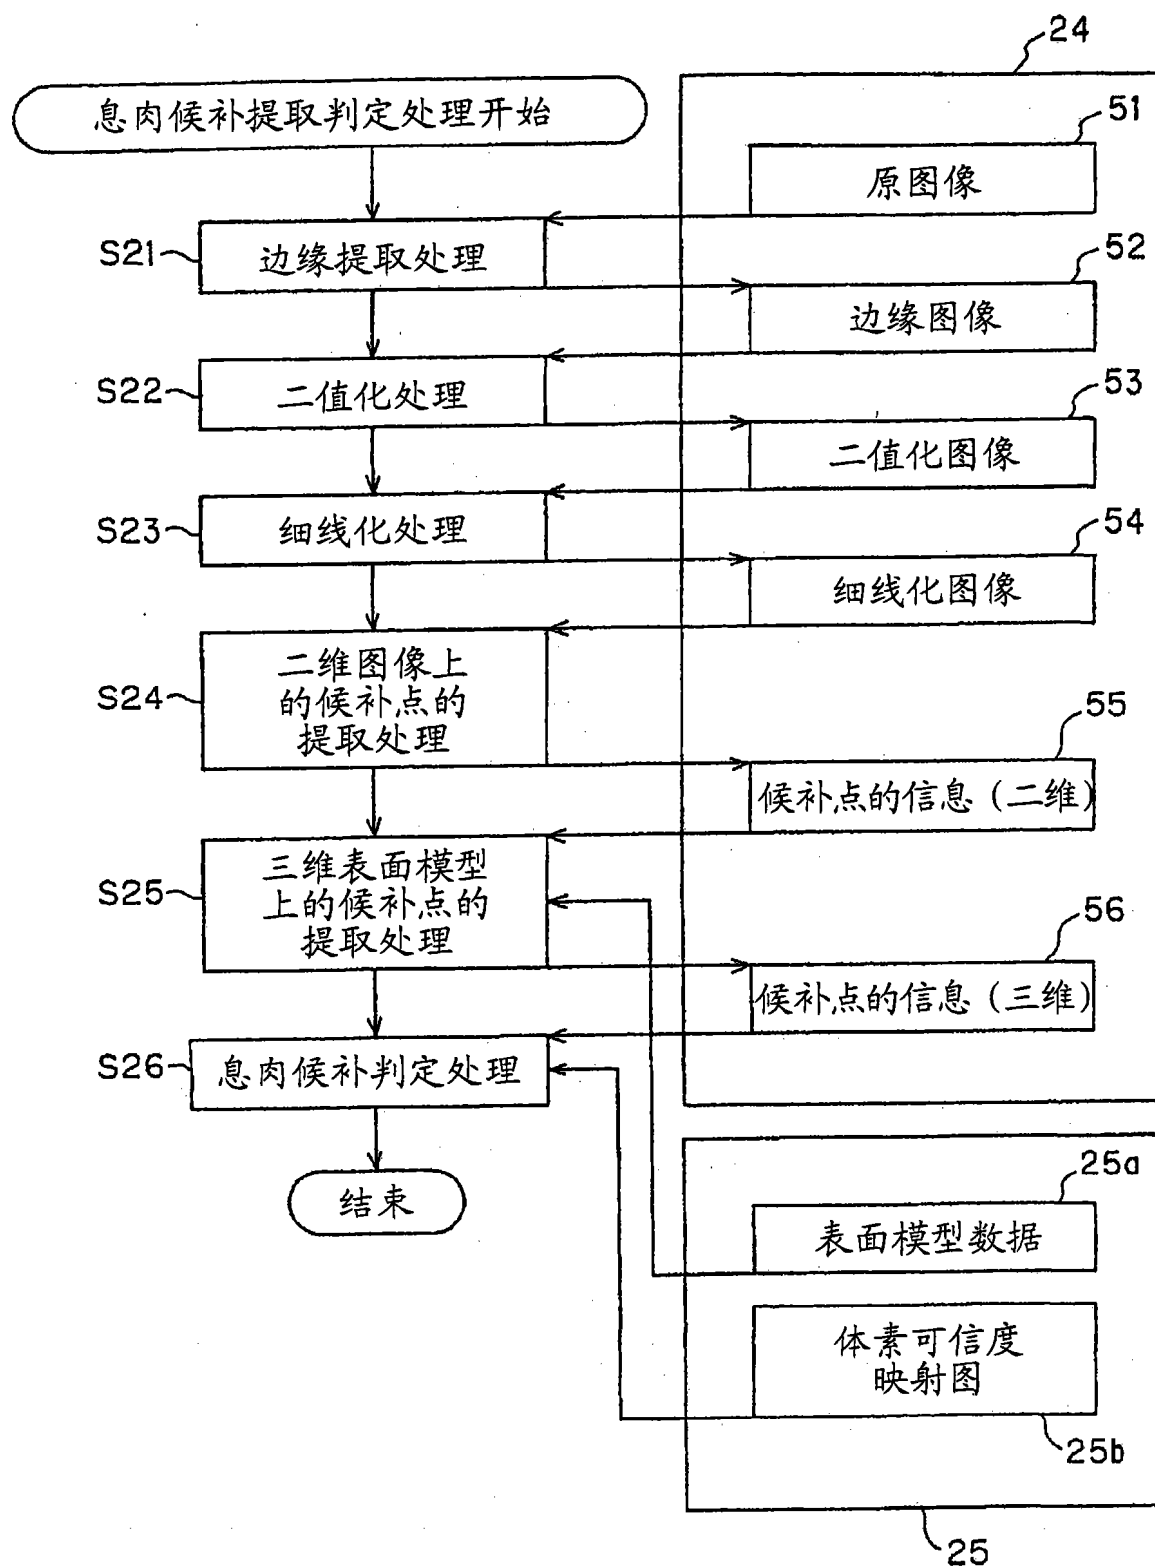 24
息肉候补提取判定处理开始
51
原图像
S21
边缘提取处理
52
边缘图像
S22
二值化处理
53
二值化图像
S23
细线化处理
54
细线化图像
S24
二维图像上
的候补点的
提取处理
55
候补点的信息（二维）
S25
三维表面模型
上的候补点的
提取处理
56
候补点的信息（三维）
S26
息肉候补判定处理
结束
25a
表面模型数据
体素可信度
映射图
25b
25